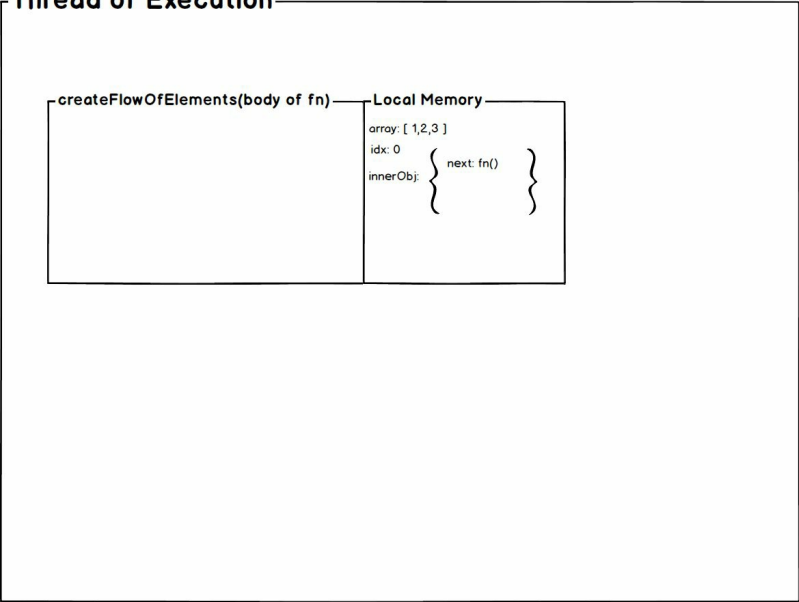 Thread of Execution
createFlowOfElements(body of fn)
Local Memory
array: [ 1,2,3 ]
idx: 0
next: fn()
innerObj: